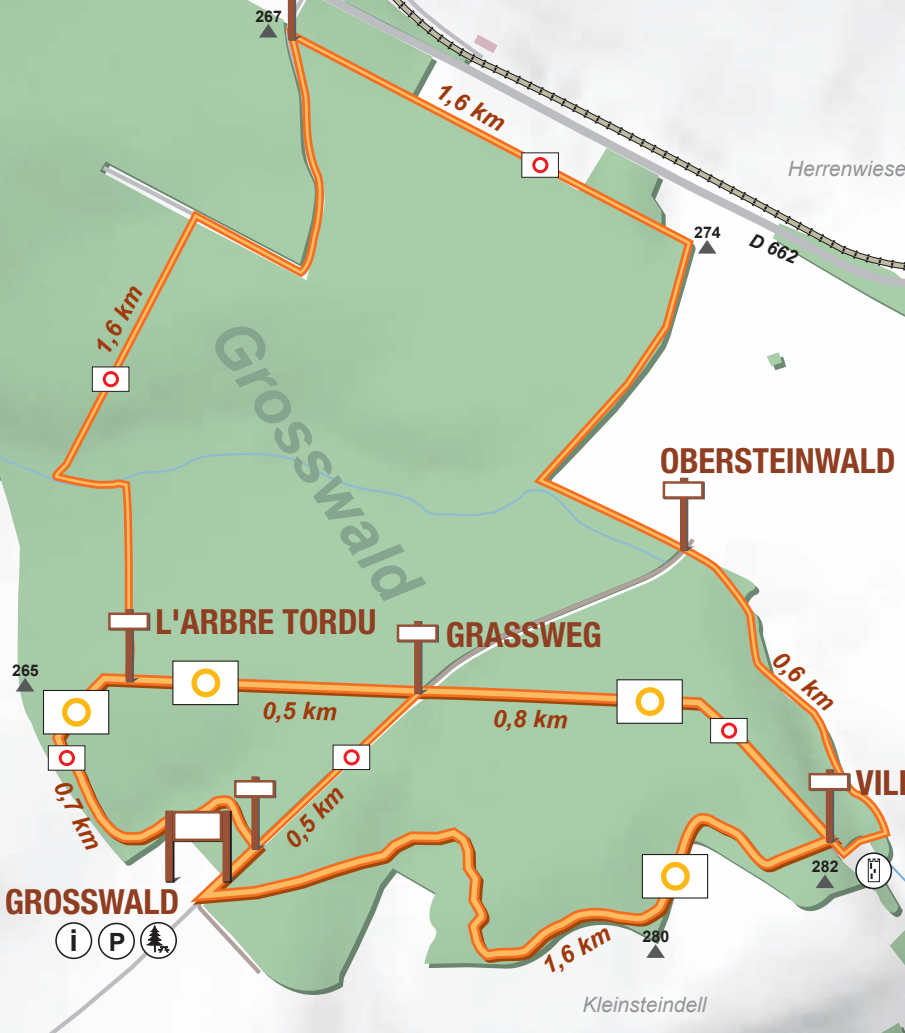 267
1,6 km
Herrenwiese
274
D 662
1,6 km
Grosswald
OBERSTEINWALD
L'ARBRE TORDU
GRASSWEG
265
0,5 km
0,8 km
0,6 km
0,7 km
0,5 km
VIL
282
GROSSWALD
i P
280
1,6 km
Kleinsteindell